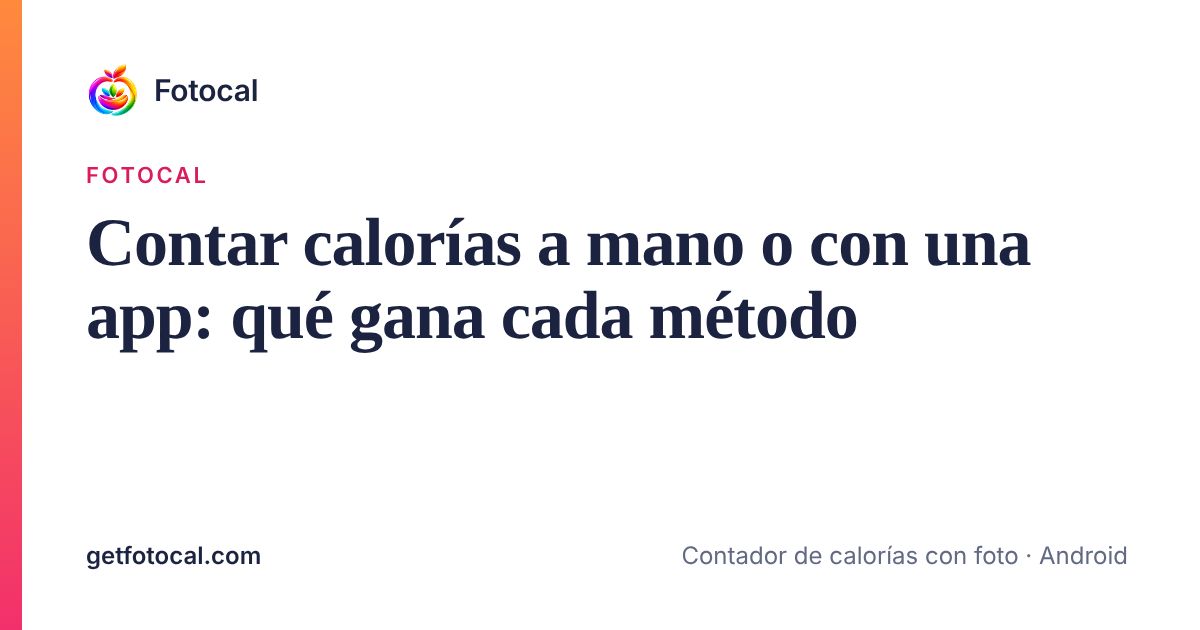 Fotocal
FOTOCAL
Contar calorías a mano o con una
app: qué gana cada método
getfotocal.com
Contador de calorías con foto · Android